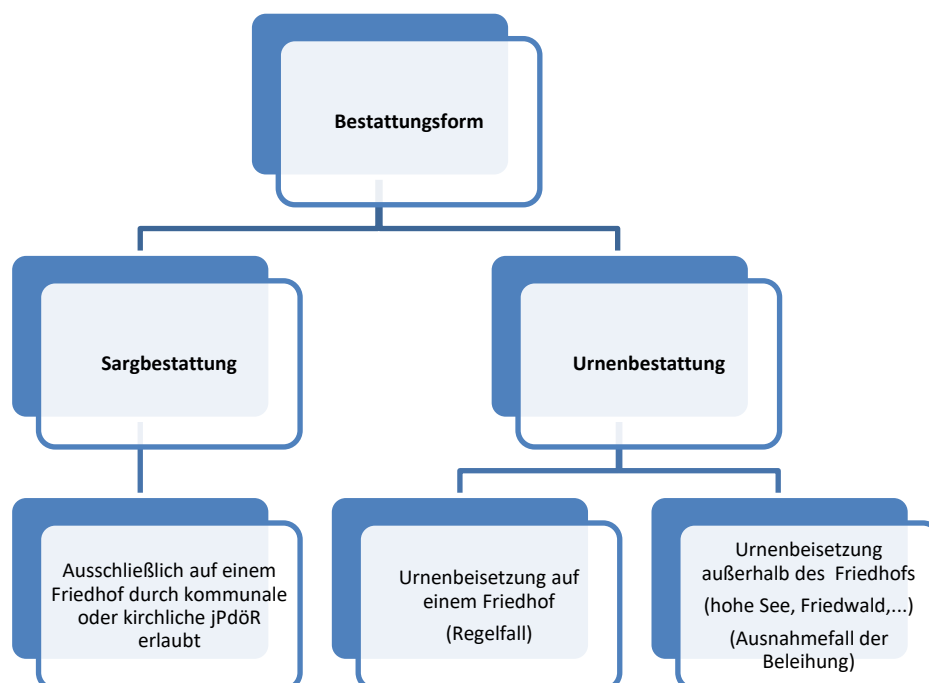 Bestattungsform
Sargbestattung
Urnenbestattung
Ausschließlich auf einem
Friedhof durch kommunale
oder kirchliche jPdöR
erlaubt
Urnenbeisetzung auf
einem Friedhof
(Regelfall)
Urnenbeisetzung
außerhalb des Friedhofs
(hohe See, Friedwald,...)
(Ausnahmefall der
Beleihung)